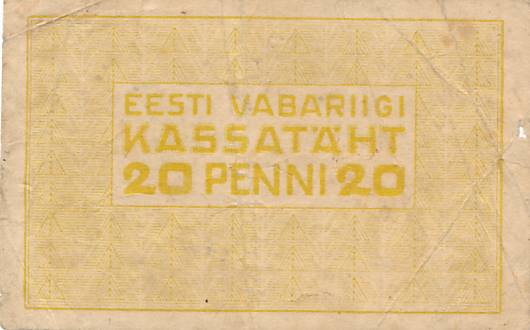 EESTI VABARIIGI
KASSATÄHT
20 PENNI 20